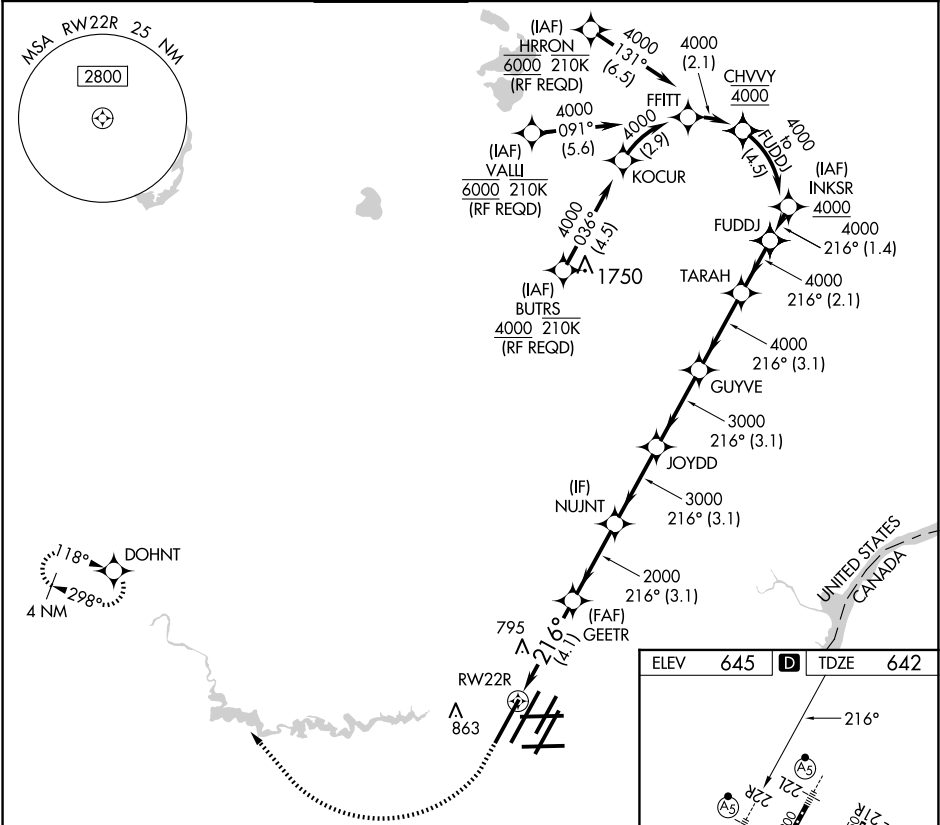 MSA RW22R 25 NM
2800
(IAF)
HRRON
6000 210K
(RF REQD)
4000
131°
(6.5)
4000
(2.1)
CHVVY
4000
FFITT
4000
091°
(5.6)
(IAF)
VALLI
6000 210K
(RF REQD)
4000
(2.9)
KOCUR
4000
to
FUDDJ
(4.5)
(IAF)
INKSR
4000
4000
216° (1.4)
FUDDJ
4000
036°
(4.5)
1750
(IAF)
BUTRS
4000 210K
(RF REQD)
TARAH
4000
216° (2.1)
4000
216° (3.1)
GUYVE
3000
216° (3.1)
JOYDD
(IF)
NUJNT
3000
216° (3.1)
DOHNT
118°
298°
4 NM
2000
216° (3.1)
(FAF)
GEETR
UNITED STATES
CANADA
795
216°
(4.1)
RW22R
863
ELEV 645 D TDZE 642
216°
A5
22L
22R
A5
21R